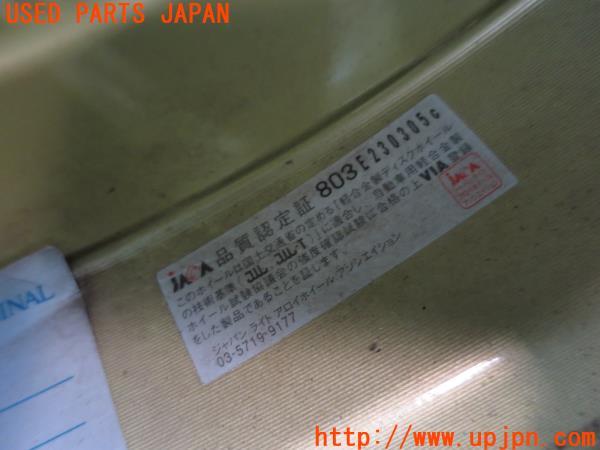 USED PARTS JAPAN
JAWA 品質認定証 803E230305G
このホイールは国土交通省の定める「軽合金製ディスクホイール
の技術基準(JWL JWL-T)」に適合し、自動車用軽合金製
ホイール試験協議会の強度確認試験に合格の上VIA登録
をした製品であることを証します。
ジャパン ライト アロイホイール アソシエイション
03-5719-9177
JAWA
INAL
http://www.upjpn.com